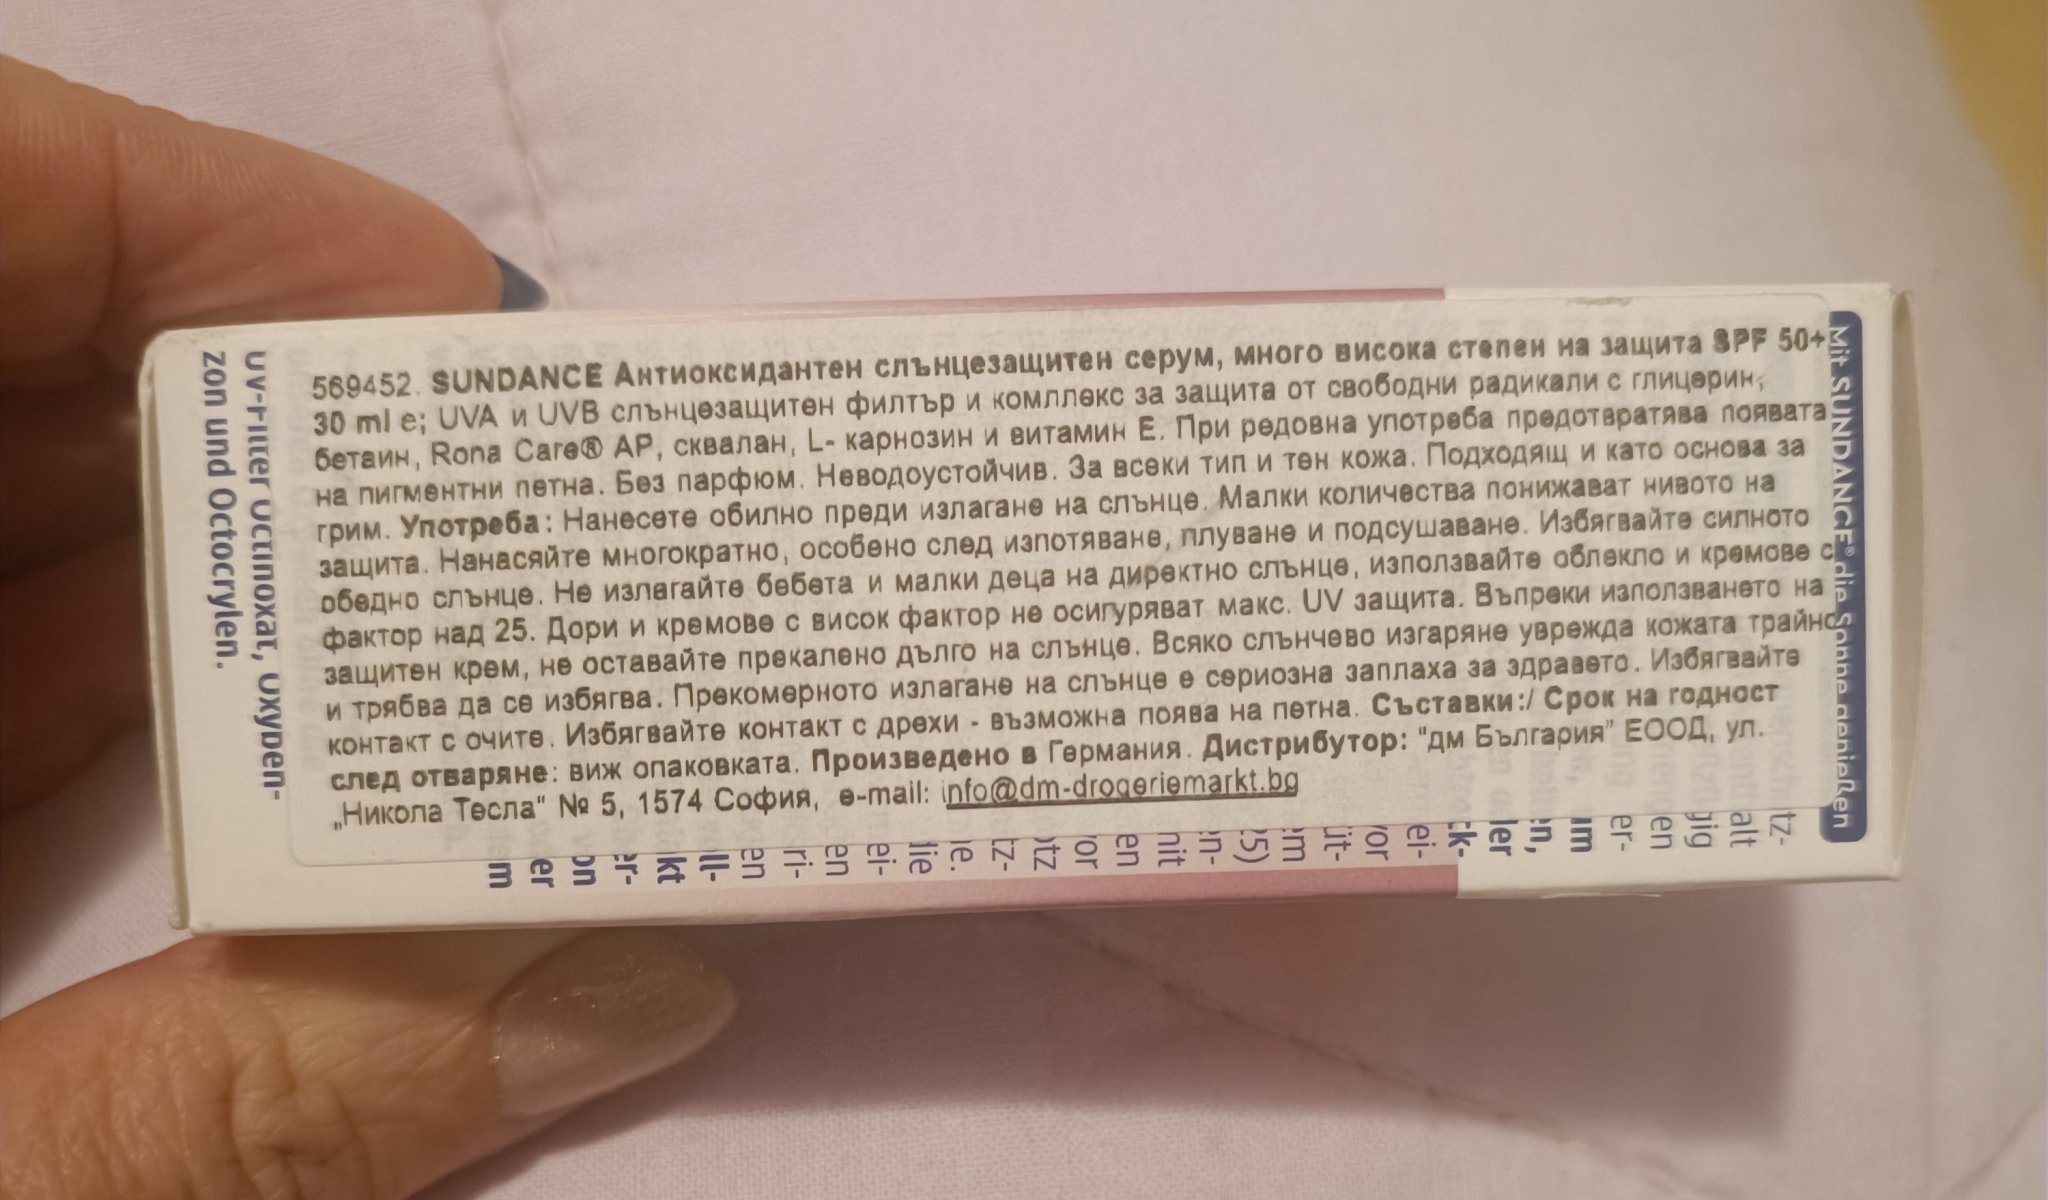 569452. SUNDANCE Антиоксидантен слънцезащитен серум, много висока степен на защита SPF 50+
30 ml e; UVA и UVB слънцезащитен филтър и комллекс за защита от свободни радикали с глицерин,
бетаин, Rona Care® AP, сквалан, L- карнозин и витамин Е. При редовна употреба предотвратява появата
на пигментни петна. Без парфюм. Неводоустойчив. За всеки тип и тен кожа. Подходящ и като основа за
грим. Употреба: Нанесете обилно преди излагане на слънце. Малки количества понижават нивото на
защита. Нанасяйте многократно, особено след изпотяване, плуване и подсушаване. Избягвайте силното
обедно слънце. Не излагайте бебета и малки деца на директно слънце, използвайте облекло и кремове с
фактор над 25. Дори и кремове с висок фактор не осигуряват макс. UV защита. Въпреки използването на
защитен крем, не оставайте прекалено дълго на слънце. Всяко слънчево изгаряне уврежда кожата трайно
и трябва да се избягва. Прекомерното излагане на слънце е сериозна заплаха за здравето. Избягвайте
контакт с очите. Избягвайте контакт с дрехи - възможна поява на петна. Съставки:/ Срок на годност
след отваряне: виж опаковката. Произведено в Германия. Дистрибутор: "дм България" ЕООД, ул.
„Никола Тесла" № 5, 1574 София, e-mail: info@dm-drogeriemarkt.bg
Mit SUNDANCE® die Sonne genießen
UV-Filter Octinoxat, Oxyben-
zon und Octocrylen.